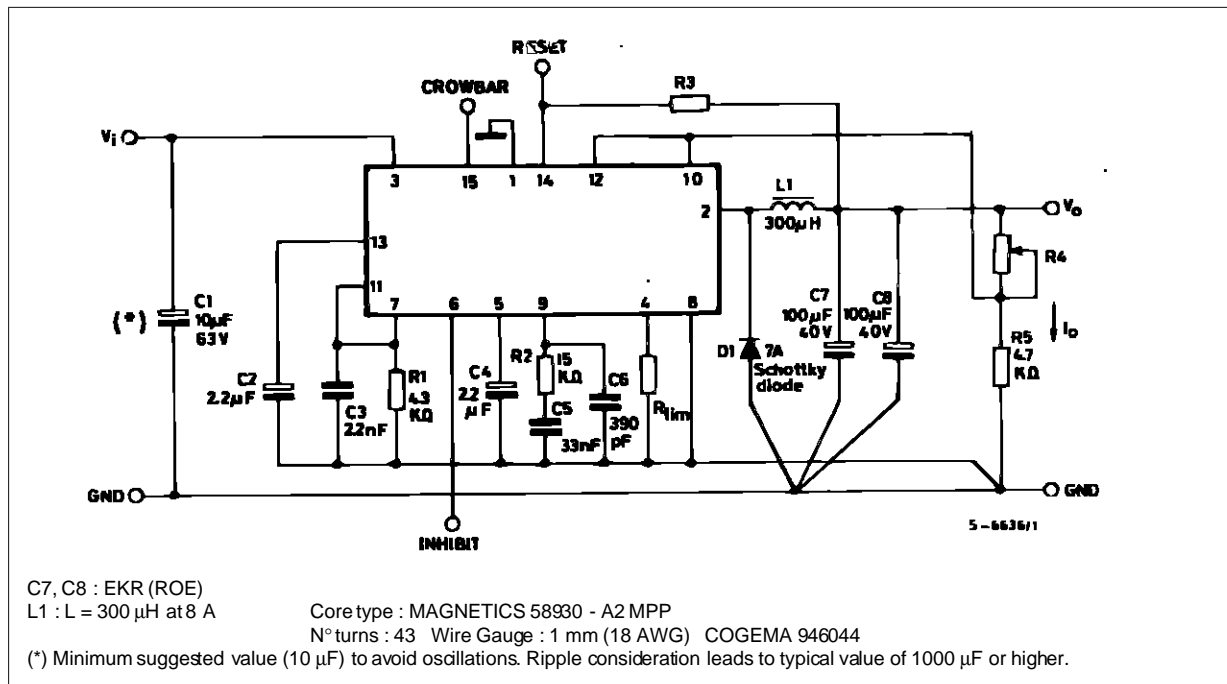 RESET
CROWBAR
R3
Vi
3
15
1
14
12
10
2
L1
300µH
Vo
13
11
7
6
5
9
4
8
R4
(*)
C1
10µF
63V
C7
100µF
40V
C8
100µF
40V
Io
C2
2.2µF
C3
2.2nF
R1
4.3
KΩ
C4
2.2
µF
R2
15
KΩ
C5
33nF
C6
390
pF
Rlim
D1
7A
Schottky
diode
R5
4.7
KΩ
GND
GND
INHIBIT
5-6636/1
C7, C8 : EKR (ROE)
L1 : L = 300 µH at 8 A Core type : MAGNETICS 58930 - A2 MPP
N° turns : 43 Wire Gauge : 1 mm (18 AWG) COGEMA 946044
(*) Minimum suggested value (10 µF) to avoid oscillations. Ripple consideration leads to typical value of 1000 µF or higher.